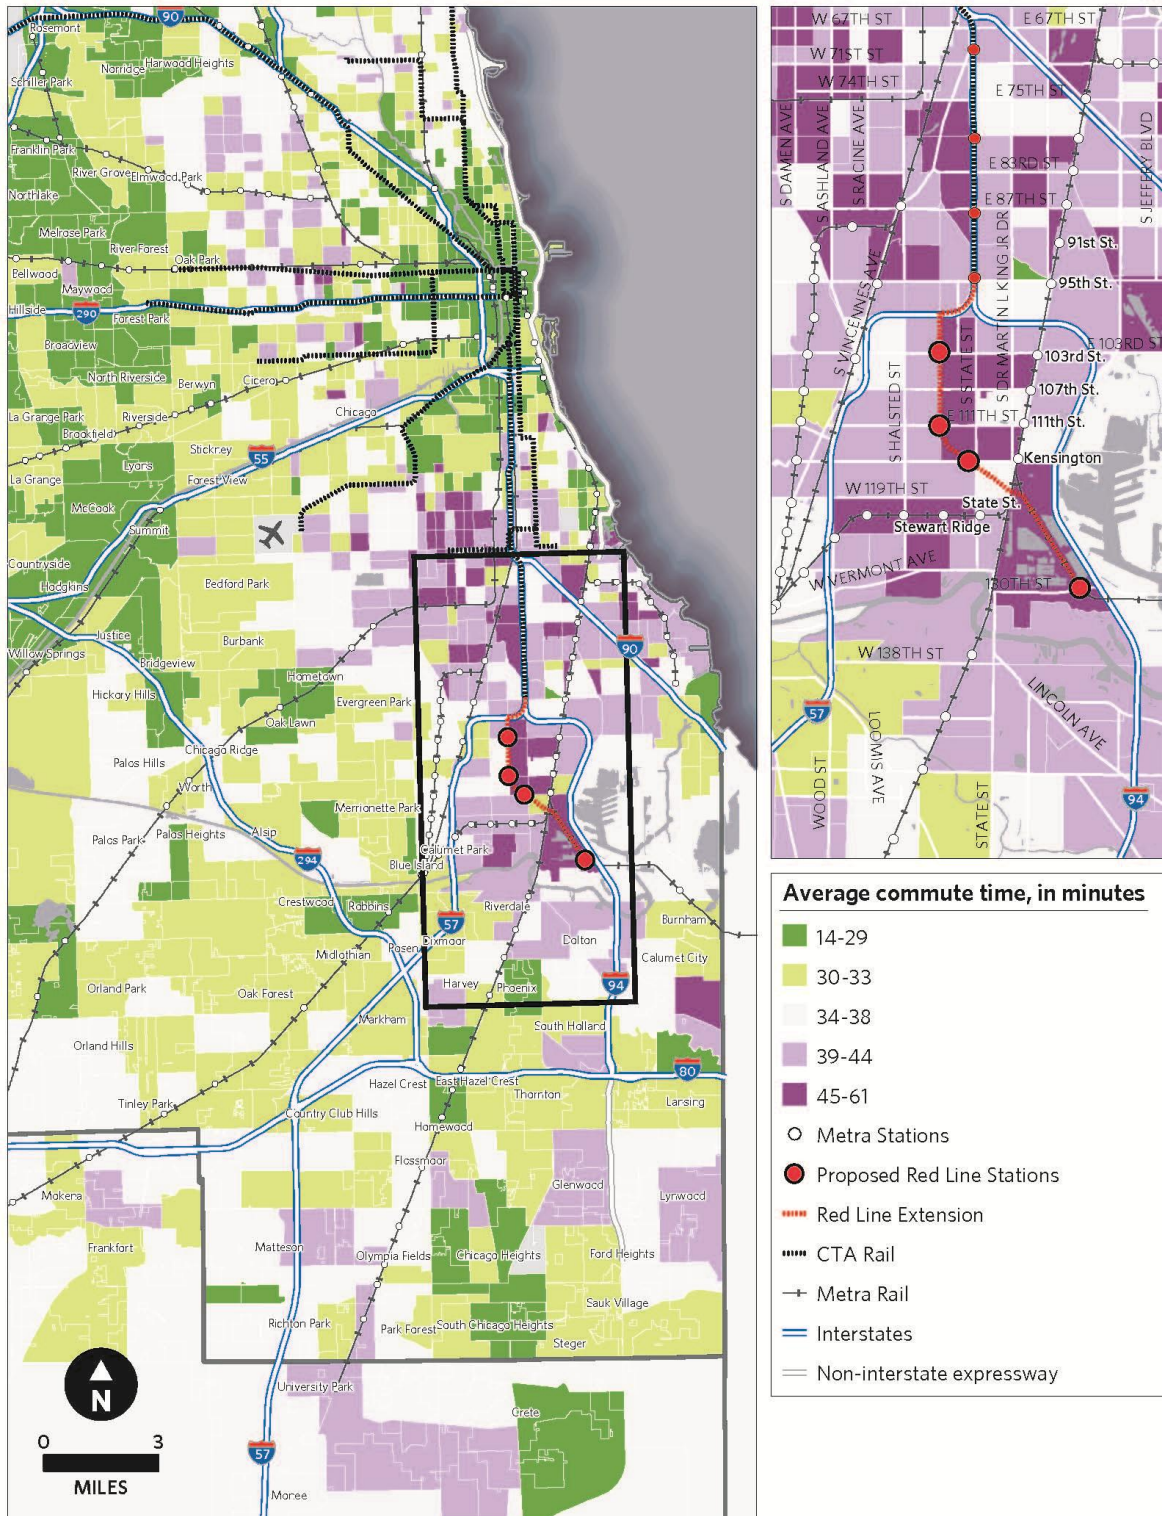 90
Rosemont
Norridge
Harwood Heights
Schiller Park
Franklin Park
River Grove
Elmwood Park
Northlake
Melrose Park
River Forest
Oak Park
Bellwood
Maywood
Hillside
290
Forest Park
Broadview
North Riverside
Berwyn
Cicero
La Grange Park
Riverside
Brookfield
Chicago
Stickney
Lyons
55
La Grange
Forest View
McCook
Summit
Countryside
Hodgkins
Bedford Park
Justice
Burbank
Willow Springs
Bridgeview
90
Hickory Hills
Hometown
Evergreen Park
Oak Lawn
Chicago Ridge
Palos Hills
Worth
Merrionette Park
Palos Park
Palos Heights
Alsip
Calumet Park
294
Blue Island
Crestwood
Robbins
Riverdale
57
Burnham
Dixmoor
Dolton
Posen
Midlothian
Calumet City
Orland Park
Oak Forest
Harvey
Phoenix
94
Markham
South Holland
Orland Hills
80
Hazel Crest
East Hazel Crest
Thornton
Lansing
Tinley Park
Country Club Hills
Homewood
Flossmoor
Mokena
Glenwood
Lynwood
Frankfort
Matteson
Olympia Fields
Chicago Heights
Ford Heights
Sauk Village
Richton Park
Park Forest
South Chicago Heights
Steger
University Park
Crete
N
0 3
MILES
57
Monee
W 67TH ST
E 67TH ST
W 71ST ST
W 74TH ST
E 75TH ST
S DAMEN AVE
S ASHLAND AVE
S RACINE AVE
E 83RD ST
E 87TH ST
S JEFFERY BLVD
91st St.
95th St.
S VINCENNES AVE
S DR MARTIN L KING JR DR
E 103RD ST
103rd St.
S HALSTED ST
S STATE ST
107th St.
E 111TH ST
111th St.
Kensington
W 119TH ST
State St.
Stewart Ridge
W VERMONT AVE
130TH ST
W 138TH ST
LINCOLN AVE
57
WOOD ST
LOOMIS AVE
STATE ST
94
Average commute time, in minutes
14-29
30-33
34-38
39-44
45-61
Metra Stations
Proposed Red Line Stations
Red Line Extension
CTA Rail
Metra Rail
Interstates
Non-interstate expressway